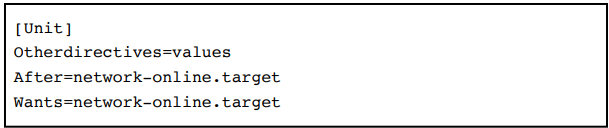 [Unit]
Otherdirectives=values
After=network-online.target
Wants=network-online.target